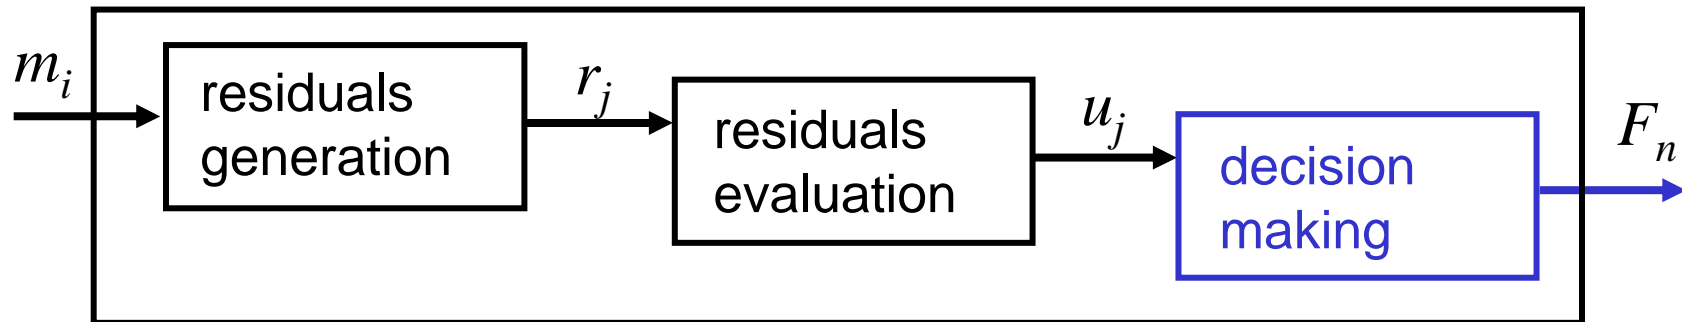 m_i
residuals
generation
r_j
residuals
evaluation
u_j
decision
making
F_n